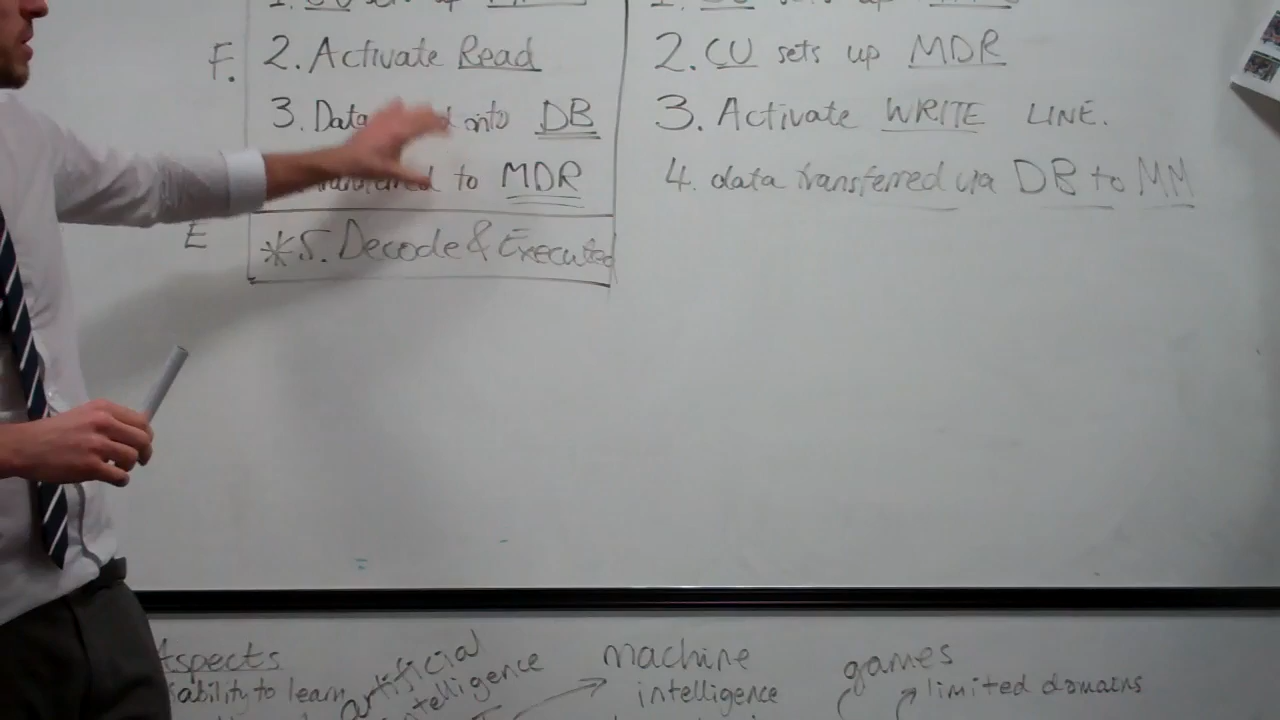 F. 2. Activate Read
3. Data onto DB
to MDR
E *5. Decode & Executed
2. CU sets up MDR
3. Activate WRITE LINE.
4. data transferred via DB to MM
Aspects
ability to learn
artificial
intelligence
machine
intelligence
games
limited domains